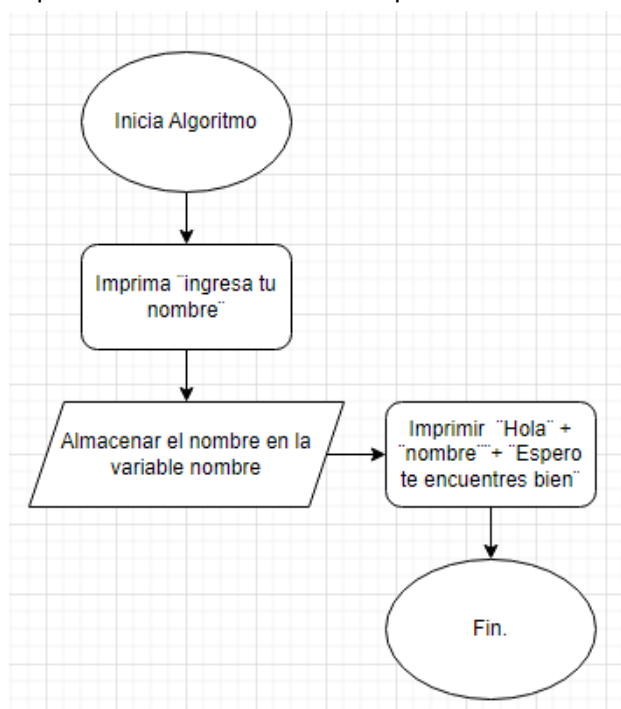 Inicia Algoritmo
Imprima ¨ingresa tu
nombre¨
Almacenar el nombre en la
variable nombre
Imprimir ¨Hola¨ +
¨nombre¨¨+ ¨Espero
te encuentres bien¨
Fin.